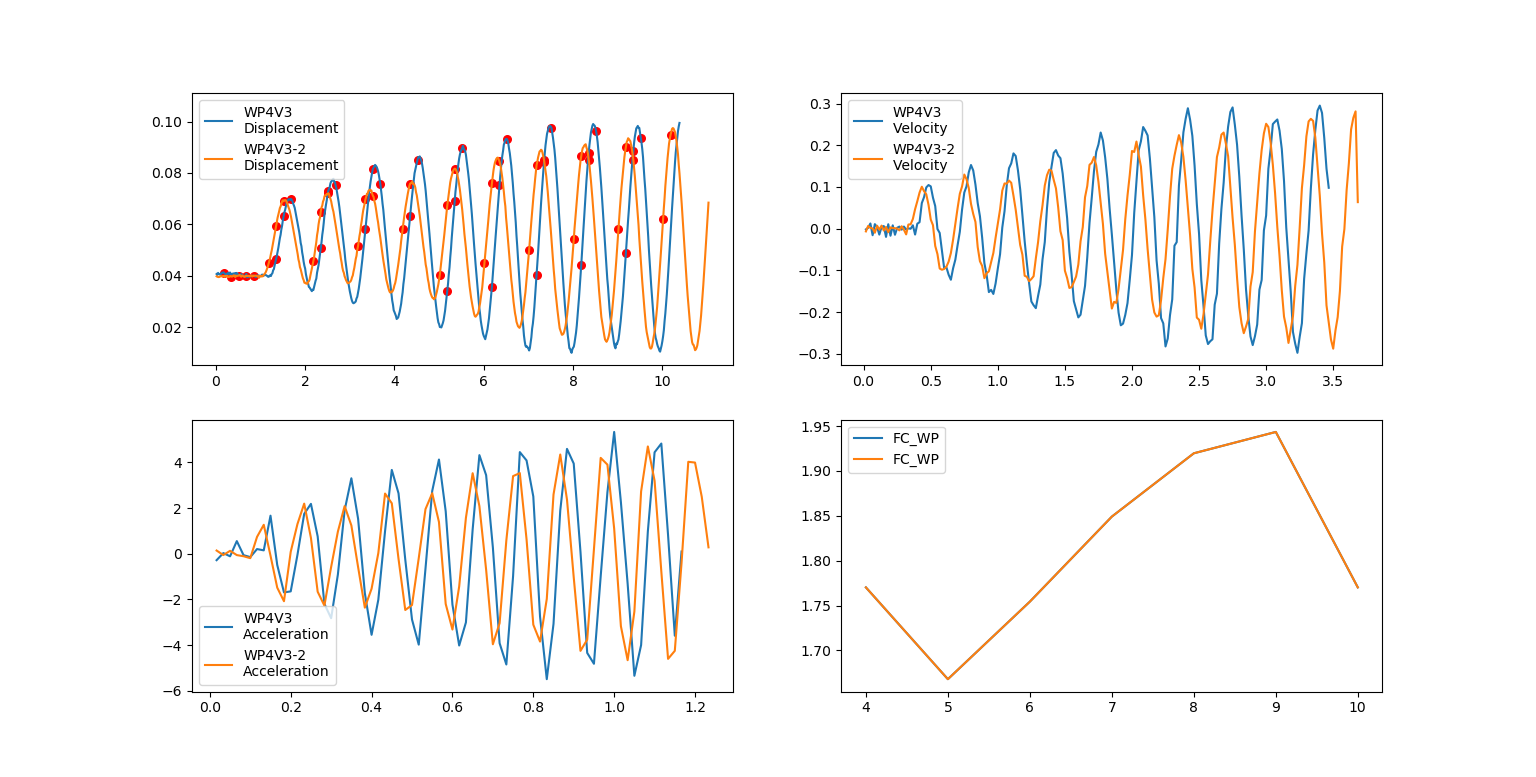 WP4V3
Displacement
WP4V3-2
Displacement
0.10
0.08
0.06
0.04
0.02
0 2 4 6 8 10
WP4V3
Velocity
WP4V3-2
Velocity
0.3
0.2
0.1
0.0
−0.1
−0.2
−0.3
0.0 0.5 1.0 1.5 2.0 2.5 3.0 3.5
4
2
0
−2
−4
−6
WP4V3
Acceleration
WP4V3-2
Acceleration
0.0 0.2 0.4 0.6 0.8 1.0 1.2
FC_WP
FC_WP
1.95
1.90
1.85
1.80
1.75
1.70
4 5 6 7 8 9 10